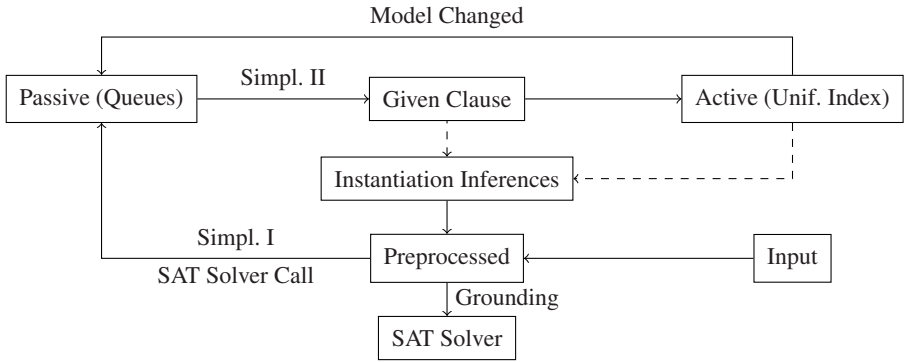 Model Changed
Passive (Queues)
Simpl. II
Given Clause
Active (Unif. Index)
Instantiation Inferences
Simpl. I
SAT Solver Call
Preprocessed
Input
Grounding
SAT Solver